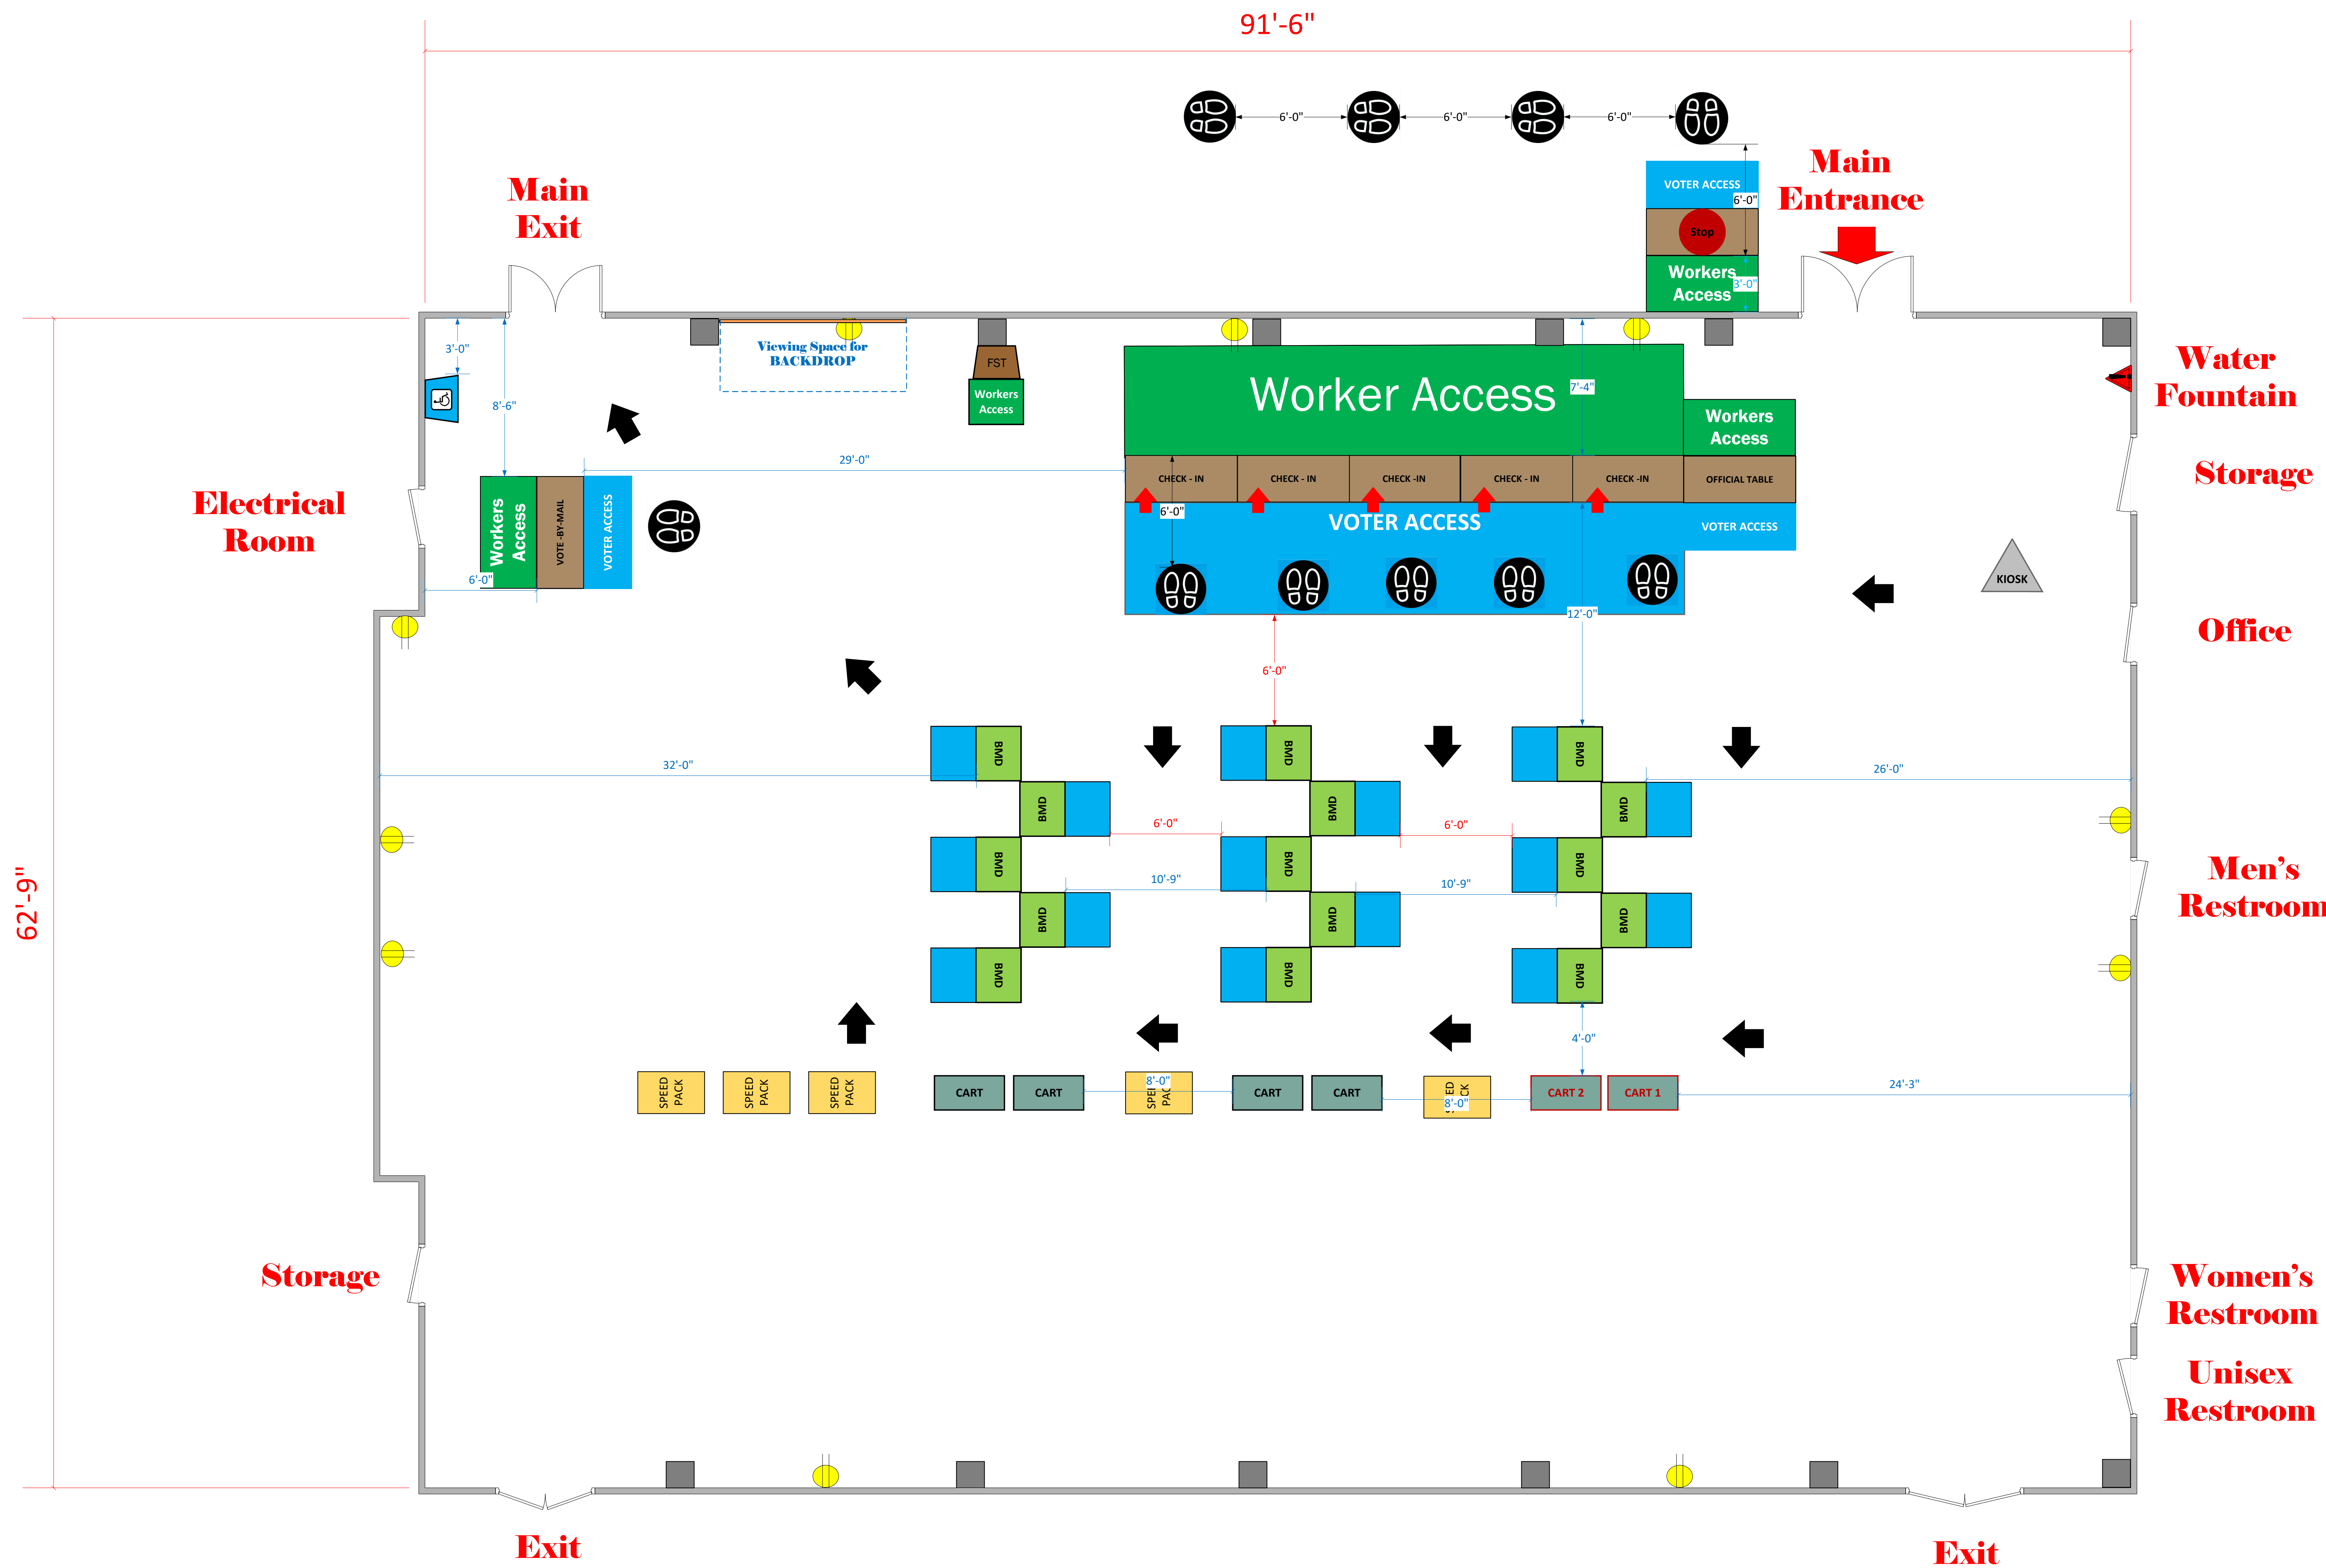 91'-6"
6'-0"
6'-0"
6'-0"
Main
Entrance
VOTER ACCESS
6'-0"
Stop
Workers
Access
3'-0"
Main
Exit
3'-0"
8'-6"
Viewing Space for
BACKDROP
FST
Workers
Access
Worker Access
7'-4"
Workers
Access
Water
Fountain
Storage
29'-0"
CHECK - IN
CHECK - IN
CHECK -IN
CHECK - IN
CHECK -IN
OFFICIAL TABLE
6'-0"
VOTER ACCESS
VOTER ACCESS
Electrical
Room
Workers
Access
VOTE -BY-MAIL
VOTER ACCESS
6'-0"
KIOSK
12'-0"
Office
6'-0"
32'-0"
BMD
BMD
BMD
26'-0"
BMD
BMD
BMD
6'-0"
6'-0"
BMD
BMD
BMD
10'-9"
10'-9"
BMD
BMD
BMD
Men's
Restroom
62'-9"
BMD
BMD
BMD
4'-0"
SPEED
PACK
SPEED
PACK
SPEED
PACK
CART
CART
8'-0"
CART
CART
8'-0"
CART 2
CART 1
24'-3"
Storage
Women's
Restroom
Unisex
Restroom
Exit
Exit